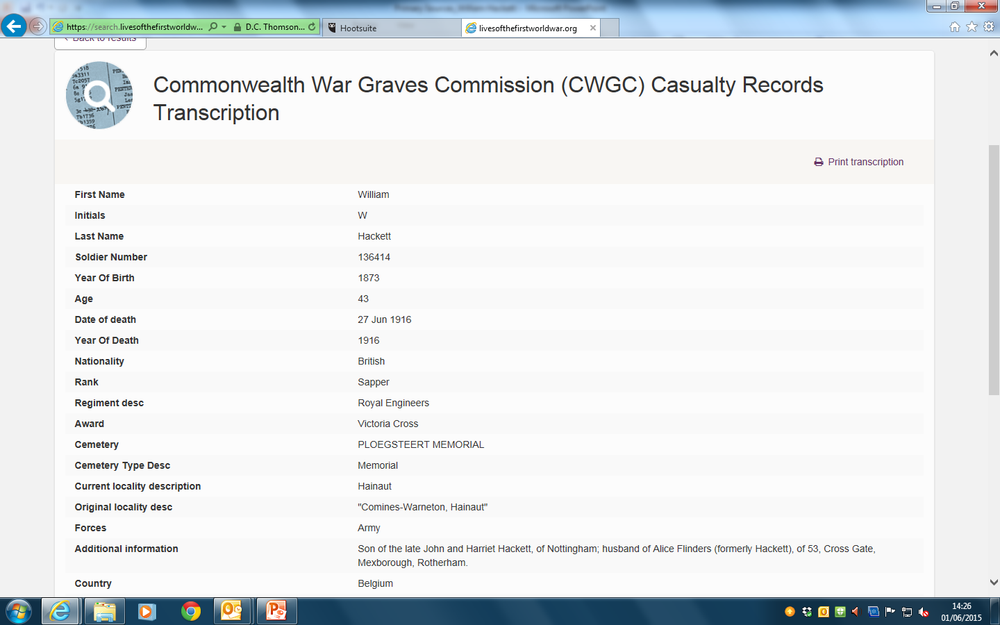 https://search.livesofthefirstworldw... D.C. Thomson... Hootsuite livesofthefirstworldwar.org
Back to results
Commonwealth War Graves Commission (CWGC) Casualty Records
Transcription
Print transcription
First Name William
Initials W
Last Name Hackett
Soldier Number 136414
Year Of Birth 1873
Age 43
Date of death 27 Jun 1916
Year Of Death 1916
Nationality British
Rank Sapper
Regiment desc Royal Engineers
Award Victoria Cross
Cemetery PLOEGSTEERT MEMORIAL
Cemetery Type Desc Memorial
Current locality description Hainaut
Original locality desc "Comines-Warneton, Hainaut"
Forces Army
Additional information Son of the late John and Harriet Hackett, of Nottingham; husband of Alice Flinders (formerly Hackett), of 53, Cross Gate,
Mexborough, Rotherham.
Country Belgium
14:26
01/06/2015